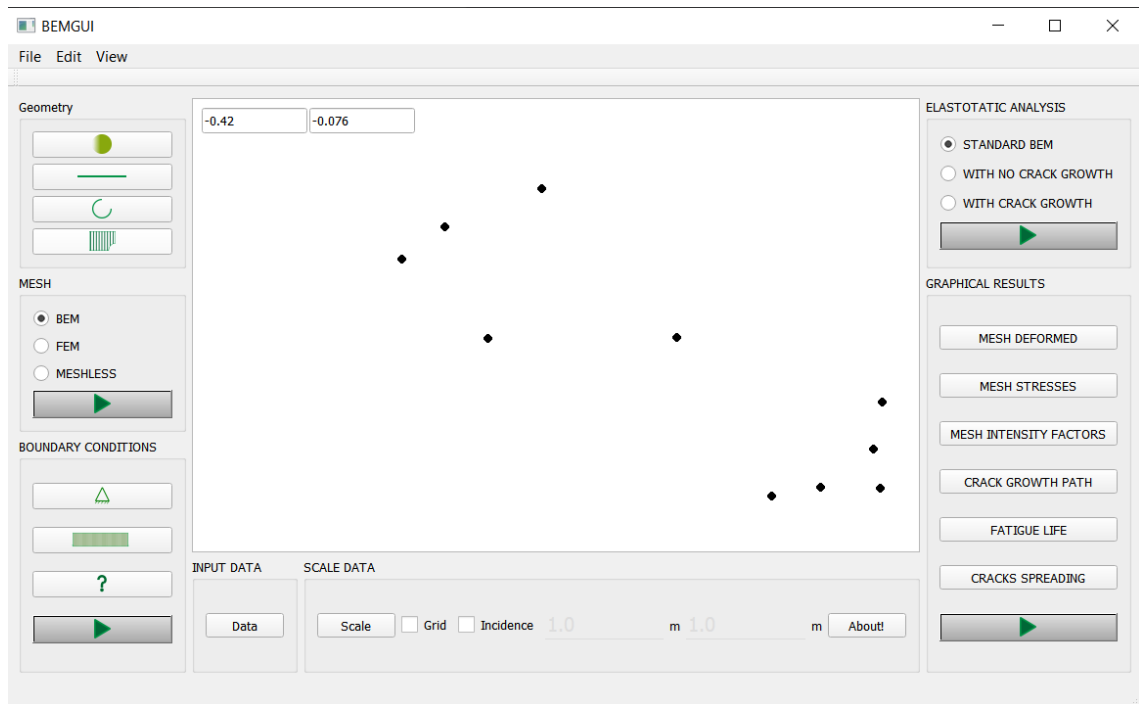 BEMGUI
File Edit View
Geometry
-0.42 -0.076
MESH
BEM
FEM
MESHLESS
BOUNDARY CONDITIONS
?
INPUT DATA
Data
SCALE DATA
Scale Grid Incidence 1.0 m 1.0 m About!
ELASTOTATIC ANALYSIS
STANDARD BEM
WITH NO CRACK GROWTH
WITH CRACK GROWTH
GRAPHICAL RESULTS
MESH DEFORMED
MESH STRESSES
MESH INTENSITY FACTORS
CRACK GROWTH PATH
FATIGUE LIFE
CRACKS SPREADING